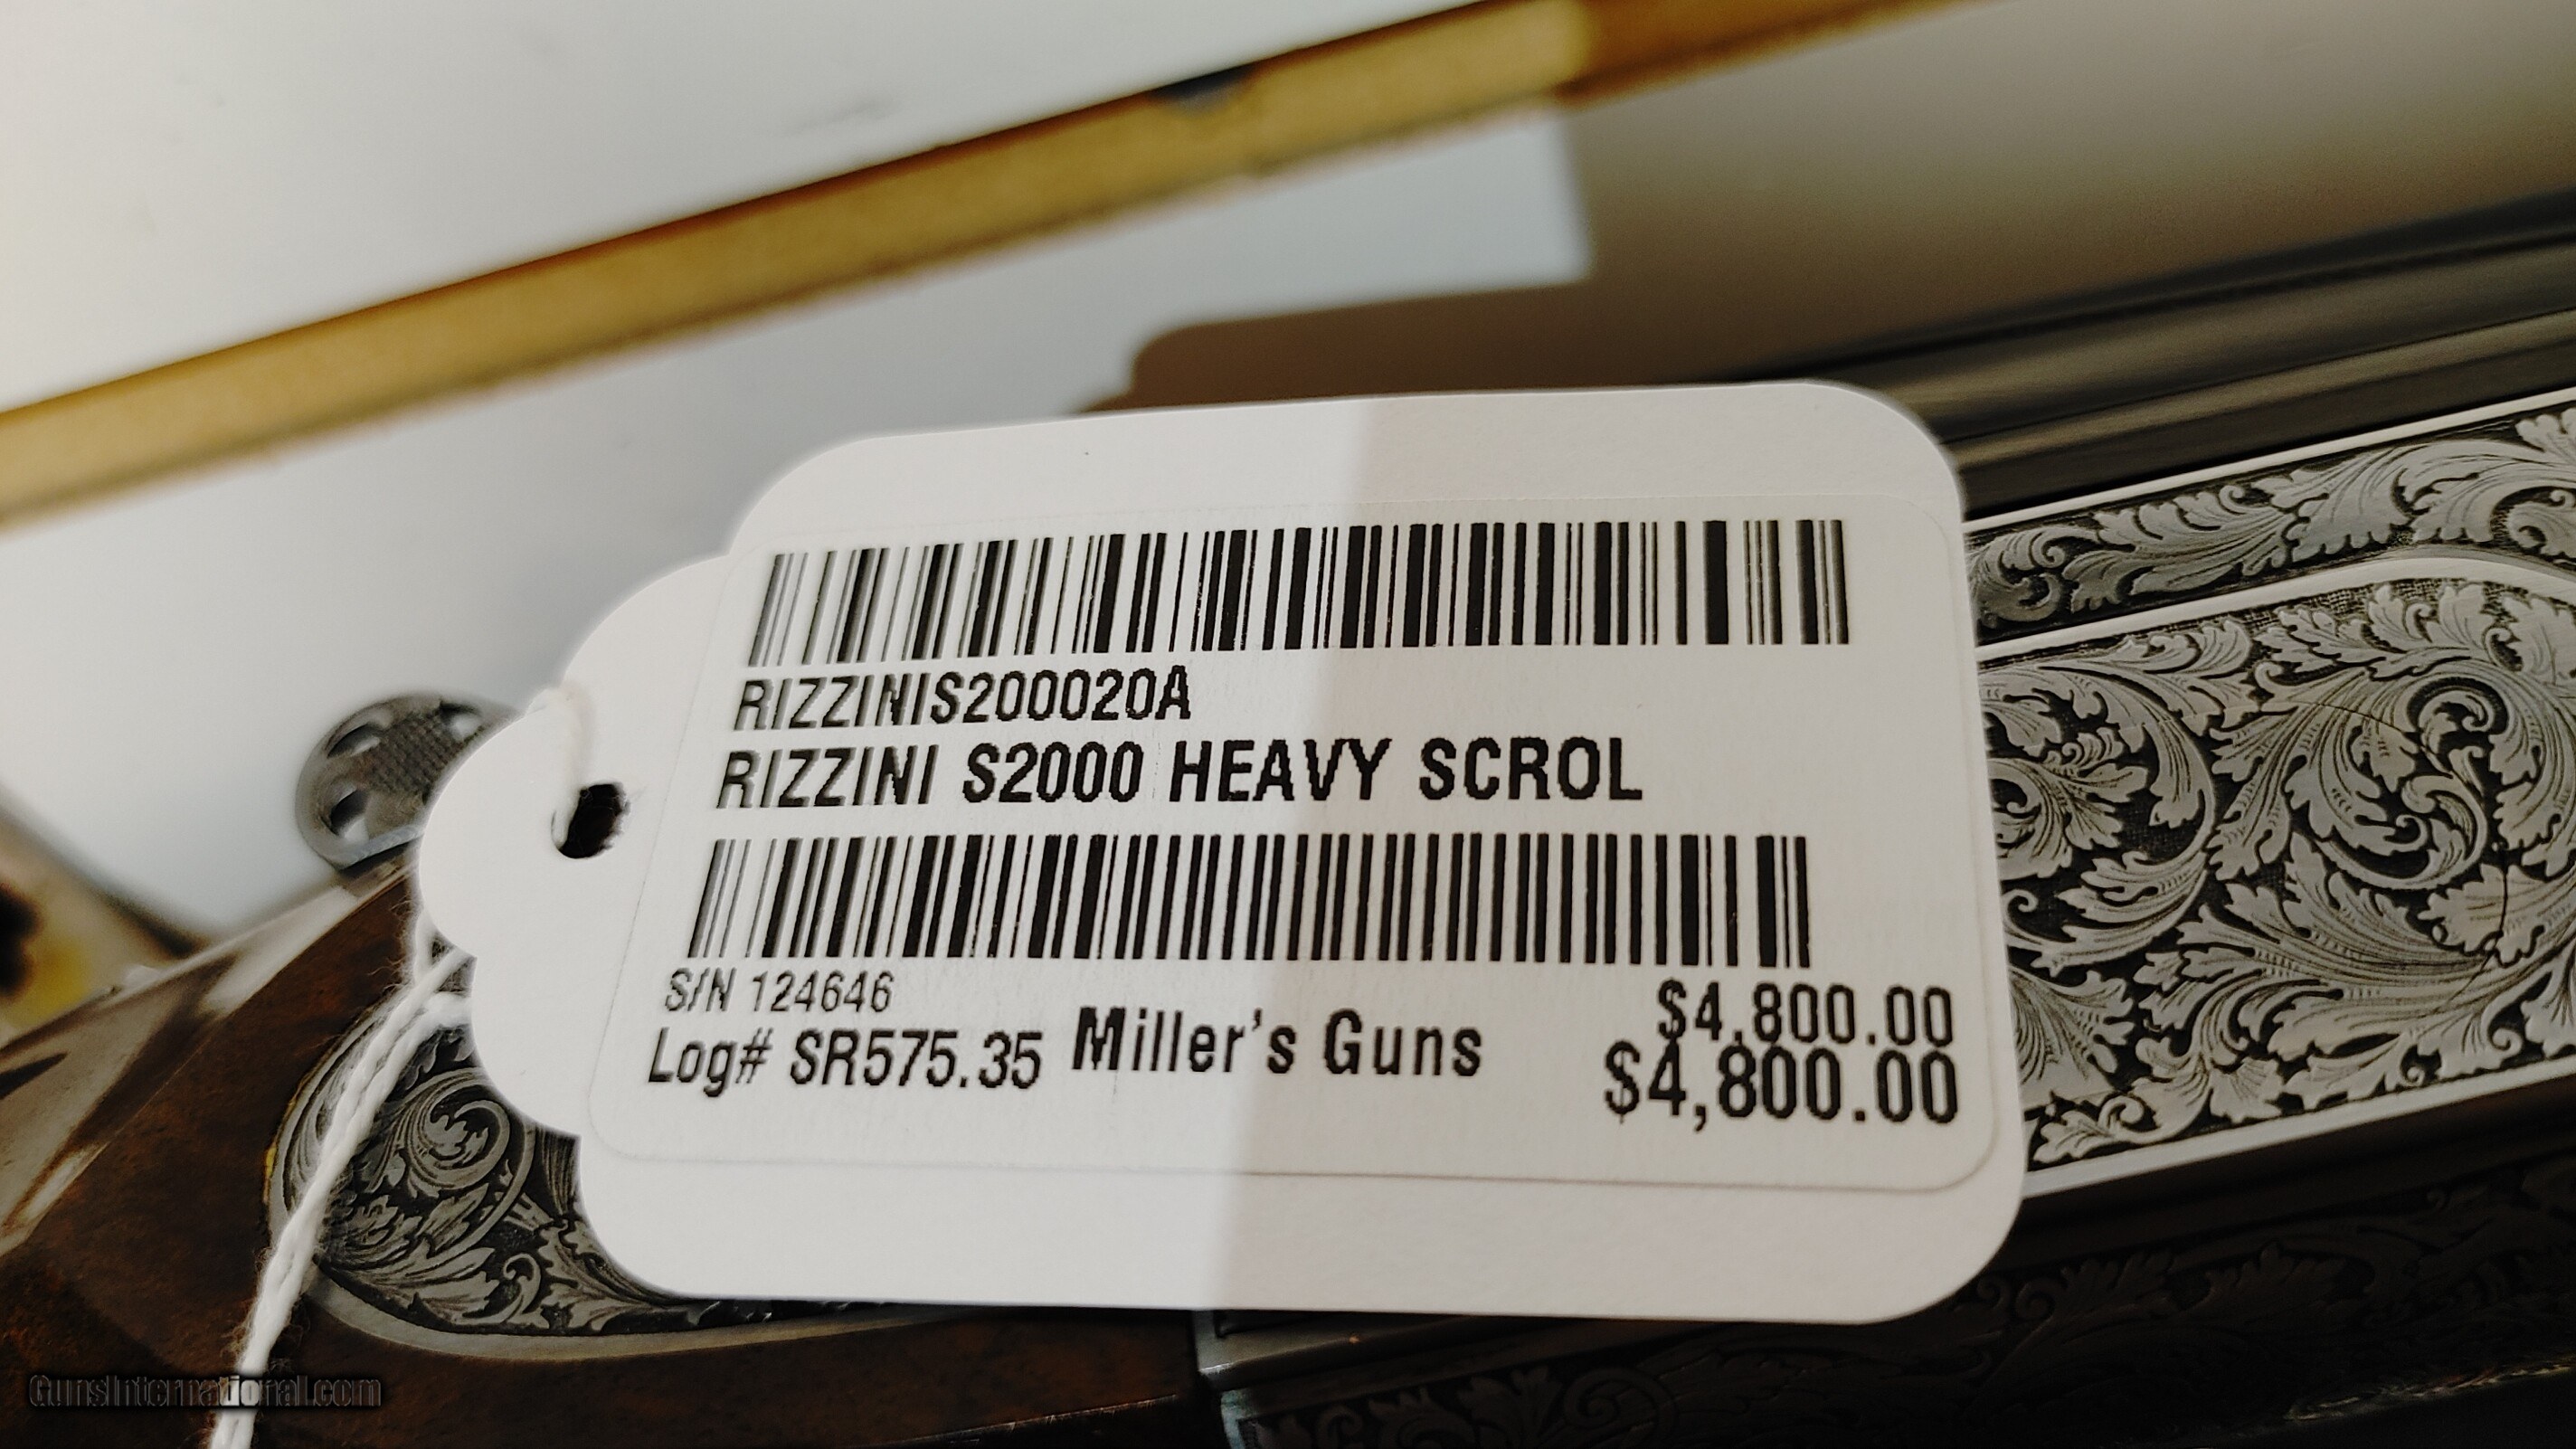 RIZZINIS200020A
RIZZINI S2000 HEAVY SCROL
S/N 124646
$4,800.00
Log# SR575.35 Miller's Guns $4,800.00
GunsInternational.com